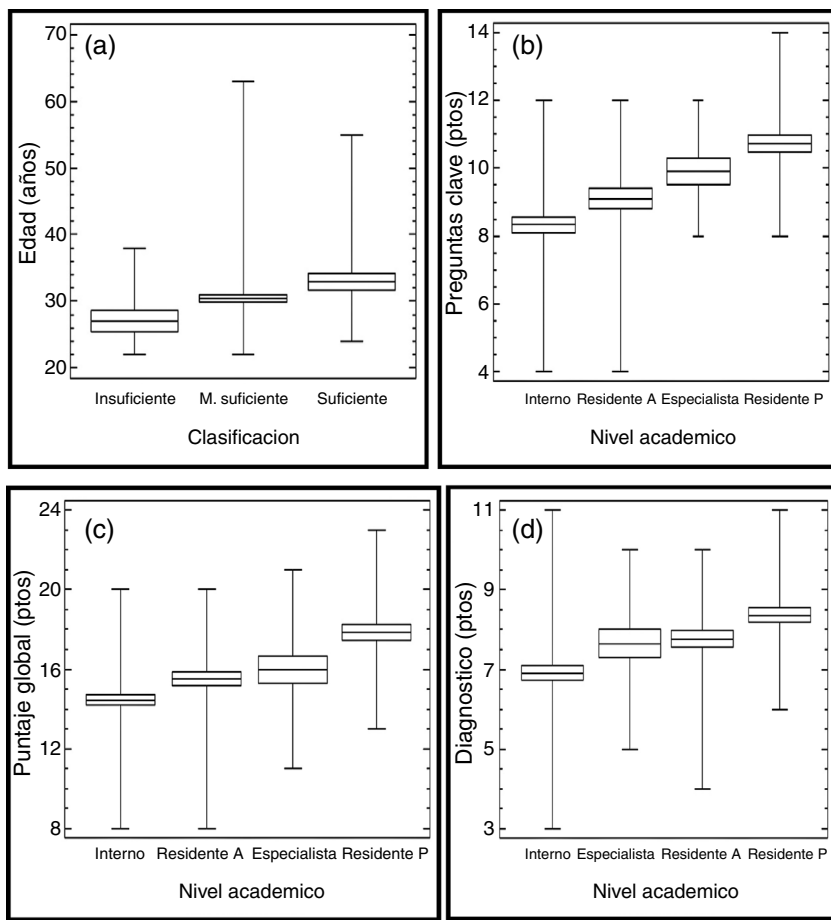 (a)
70
60
50
40
30
20
Edad (años)
Insuficiente M. suficiente Suficiente
Clasificacion
(b)
14
12
10
8
6
4
Preguntas clave (ptos)
Interno Residente A Especialista Residente P
Nivel academico
(c)
24
20
16
12
8
Puntaje global (ptos)
Interno Residente A Especialista Residente P
Nivel academico
(d)
11
9
7
5
3
Diagnostico (ptos)
Interno Especialista Residente A Residente P
Nivel academico